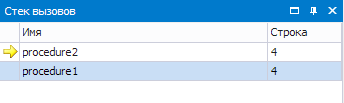 Стек вызовов
Имя Строка
procedure2 4
procedure1 4